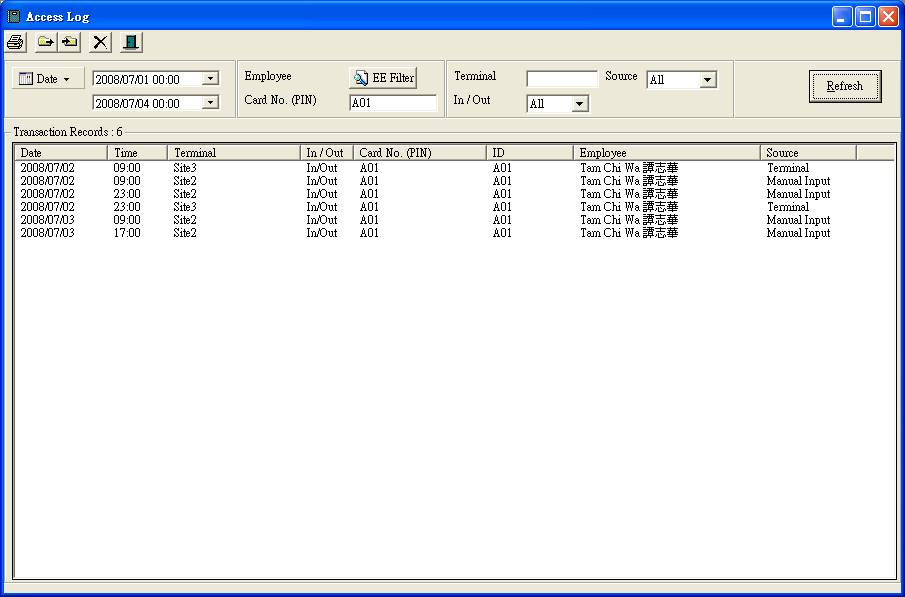 Access Log
Date 2008/07/01 00:00 Employee EE Filter Terminal Source All Refresh
2008/07/04 00:00 Card No. (PIN) A01 In / Out All
Transaction Records : 6
Date Time Terminal In / Out Card No. (PIN) ID Employee Source
2008/07/02 09:00 Site3 In/Out A01 A01 Tam Chi Wa 譚志華 Terminal
2008/07/02 09:00 Site2 In/Out A01 A01 Tam Chi Wa 譚志華 Manual Input
2008/07/02 23:00 Site2 In/Out A01 A01 Tam Chi Wa 譚志華 Manual Input
2008/07/02 23:00 Site3 In/Out A01 A01 Tam Chi Wa 譚志華 Terminal
2008/07/03 09:00 Site2 In/Out A01 A01 Tam Chi Wa 譚志華 Manual Input
2008/07/03 17:00 Site2 In/Out A01 A01 Tam Chi Wa 譚志華 Manual Input